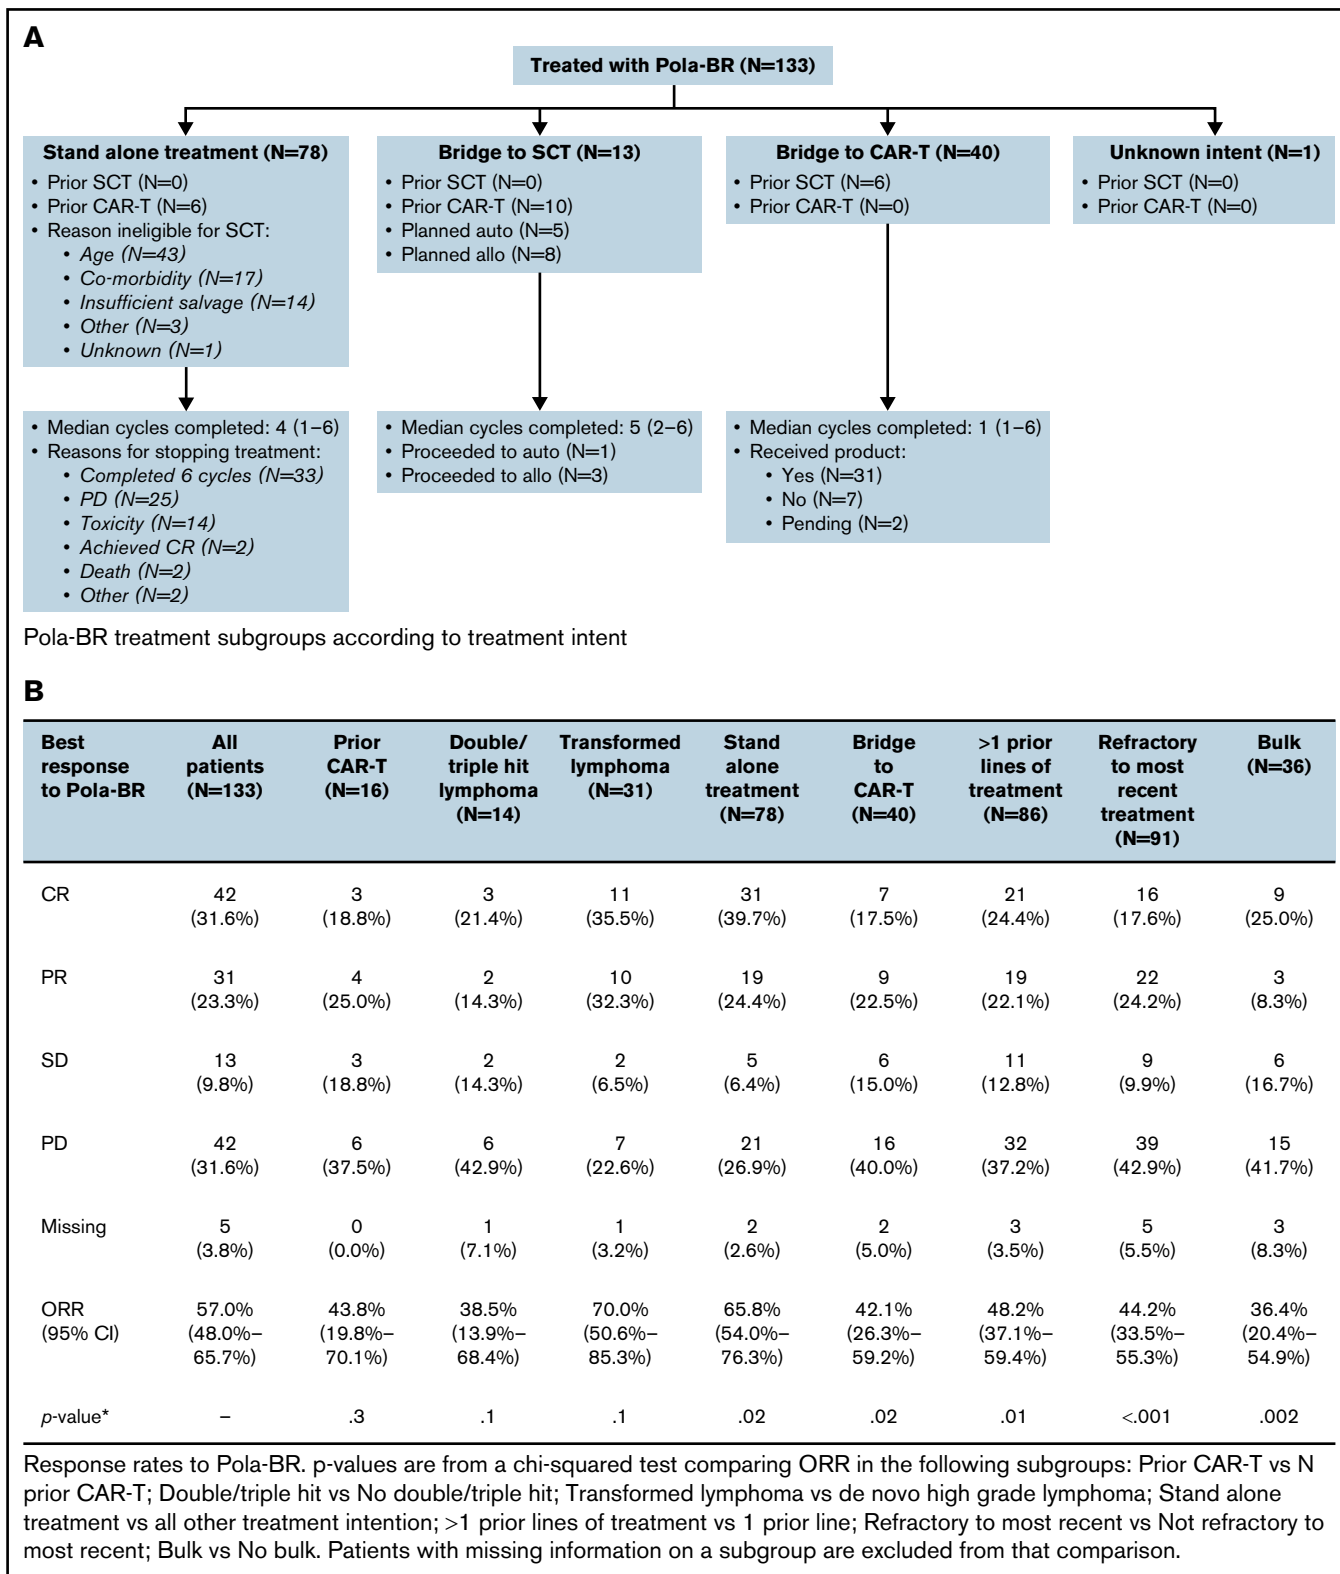 A
Treated with Pola-BR (N=133)
Stand alone treatment (N=78)
• Prior SCT (N=0)
• Prior CAR-T (N=6)
• Reason ineligible for SCT:
• Age (N=43)
• Co-morbidity (N=17)
• Insufficient salvage (N=14)
• Other (N=3)
• Unknown (N=1)
Bridge to SCT (N=13)
• Prior SCT (N=0)
• Prior CAR-T (N=10)
• Planned auto (N=5)
• Planned allo (N=8)
Bridge to CAR-T (N=40)
• Prior SCT (N=6)
• Prior CAR-T (N=0)
Unknown intent (N=1)
• Prior SCT (N=0)
• Prior CAR-T (N=0)
• Median cycles completed: 4 (1–6)
• Reasons for stopping treatment:
• Completed 6 cycles (N=33)
• PD (N=25)
• Toxicity (N=14)
• Achieved CR (N=2)
• Death (N=2)
• Other (N=2)
• Median cycles completed: 5 (2–6)
• Proceeded to auto (N=1)
• Proceeded to allo (N=3)
• Median cycles completed: 1 (1–6)
• Received product:
• Yes (N=31)
• No (N=7)
• Pending (N=2)
Pola-BR treatment subgroups according to treatment intent
B
Best All Prior Double/ Transformed Stand Bridge >1 prior Refractory Bulk
response patients CAR-T triple hit lymphoma alone to lines of to most (N=36)
to Pola-BR (N=133) (N=16) lymphoma (N=31) treatment CAR-T treatment recent
(N=14) (N=78) (N=40) (N=86) treatment
(N=91)
CR 42 3 3 11 31 7 21 16 9
(31.6%) (18.8%) (21.4%) (35.5%) (39.7%) (17.5%) (24.4%) (17.6%) (25.0%)
PR 31 4 2 10 19 9 19 22 3
(23.3%) (25.0%) (14.3%) (32.3%) (24.4%) (22.5%) (22.1%) (24.2%) (8.3%)
SD 13 3 2 2 5 6 11 9 6
(9.8%) (18.8%) (14.3%) (6.5%) (6.4%) (15.0%) (12.8%) (9.9%) (16.7%)
PD 42 6 6 7 21 16 32 39 15
(31.6%) (37.5%) (42.9%) (22.6%) (26.9%) (40.0%) (37.2%) (42.9%) (41.7%)
Missing 5 0 1 1 2 2 3 5 3
(3.8%) (0.0%) (7.1%) (3.2%) (2.6%) (5.0%) (3.5%) (5.5%) (8.3%)
ORR 57.0% 43.8% 38.5% 70.0% 65.8% 42.1% 48.2% 44.2% 36.4%
(95% CI) (48.0%– (19.8%– (13.9%– (50.6%– (54.0%– (26.3%– (37.1%– (33.5%– (20.4%–
65.7%) 70.1%) 68.4%) 85.3%) 76.3%) 59.2%) 59.4%) 55.3%) 54.9%)
p-value* – .3 .1 .1 .02 .02 .01 <.001 .002
Response rates to Pola-BR. p-values are from a chi-squared test comparing ORR in the following subgroups: Prior CAR-T vs N
prior CAR-T; Double/triple hit vs No double/triple hit; Transformed lymphoma vs de novo high grade lymphoma; Stand alone
treatment vs all other treatment intention; >1 prior lines of treatment vs 1 prior line; Refractory to most recent vs Not refractory to
most recent; Bulk vs No bulk. Patients with missing information on a subgroup are excluded from that comparison.